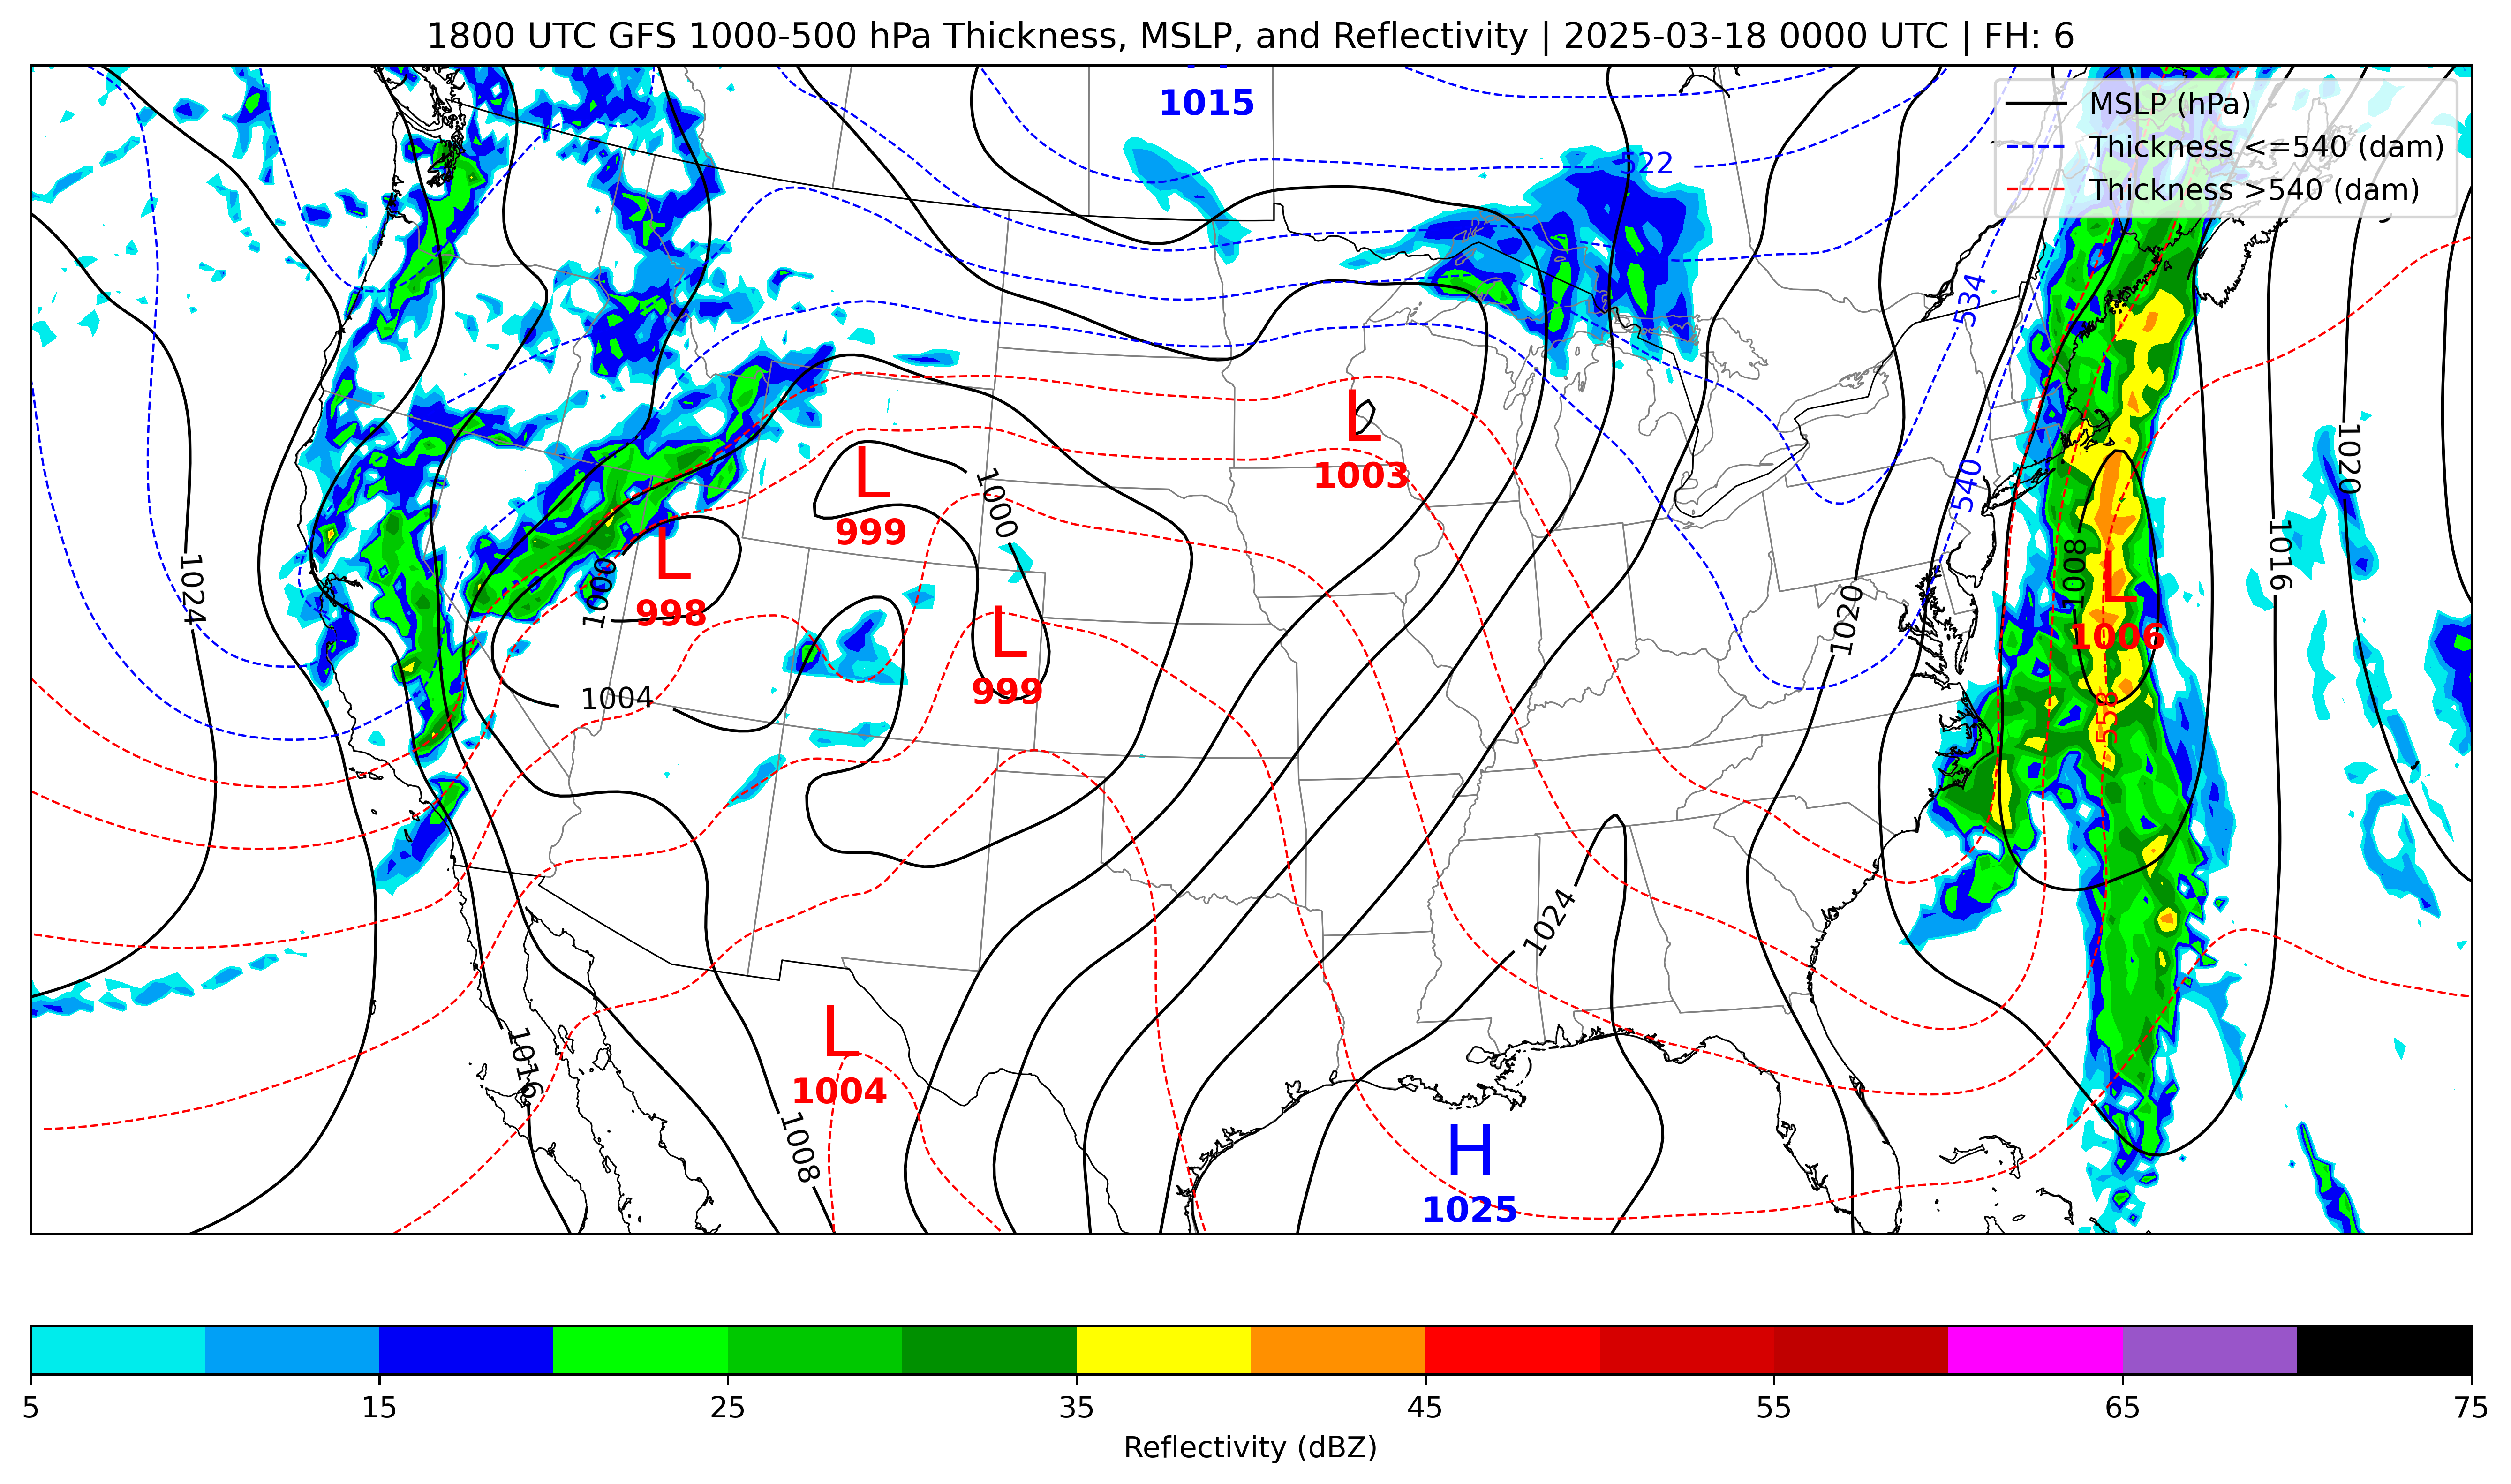 1800 UTC GFS 1000-500 hPa Thickness, MSLP, and Reflectivity | 2025-03-18 0000 UTC | FH: 6
MSLP (hPa)
Thickness <=540 (dam)
Thickness >540 (dam)
1015
522
534
L
1003
L
999
1000
540
1020
1024
L
998
1000
1008
1016
L
999
1020
L
1006
1004
558
1024
L
1004
1016
1008
H
1025
5 15 25 35 45 55 65 75
Reflectivity (dBZ)